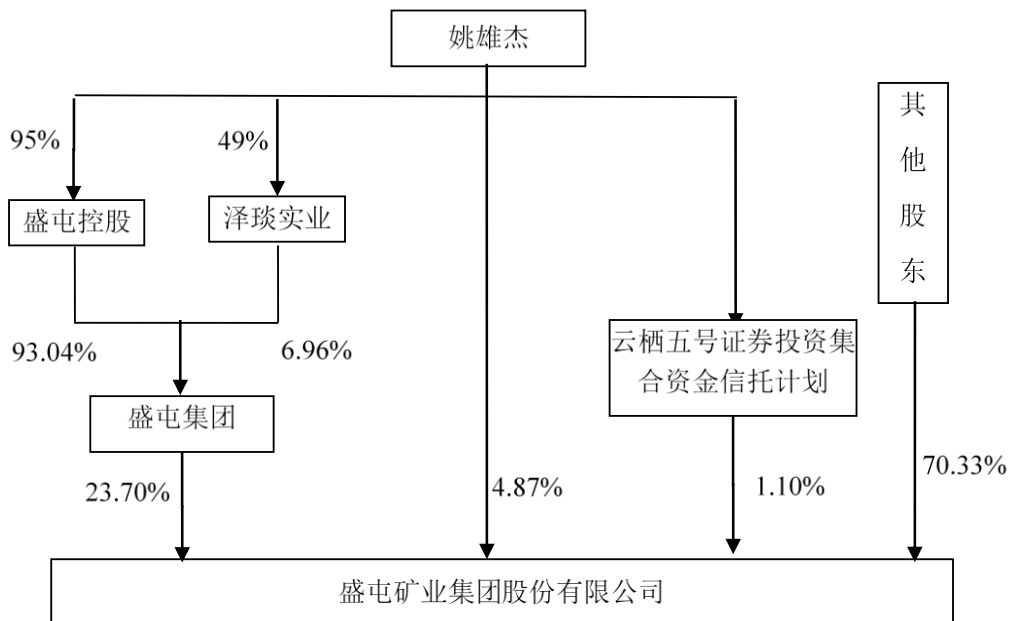 姚雄杰
其
他
股
东
95%
49%
盛屯控股
泽琰实业
93.04%
6.96%
云栖五号证券投资集
合资金信托计划
盛屯集团
23.70%
4.87%
1.10%
70.33%
盛屯矿业集团股份有限公司